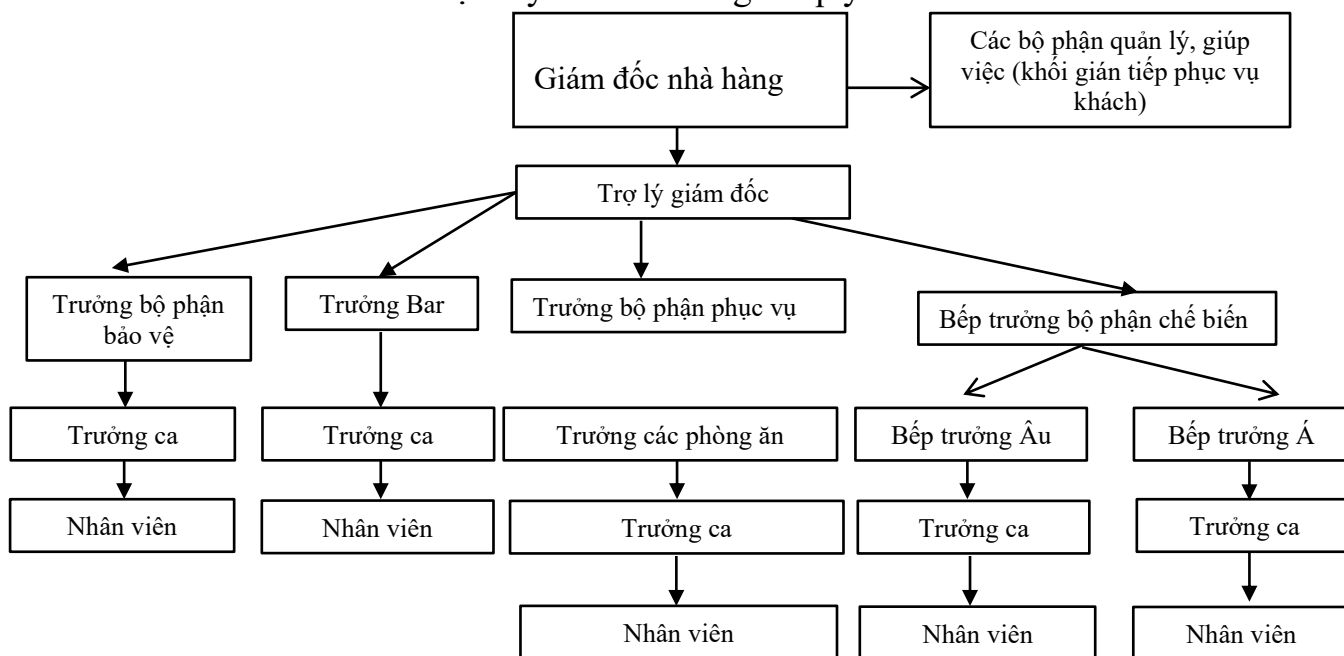 Giám đốc nhà hàng
Các bộ phận quản lý, giúp
việc (khối gián tiếp phục vụ
khách)
Trợ lý giám đốc
Trưởng bộ phận
bảo vệ
Trưởng Bar
Trưởng bộ phận phục vụ
Bếp trưởng bộ phận chế biến
Trưởng ca
Trưởng ca
Trưởng các phòng ăn
Bếp trưởng Âu
Bếp trưởng Á
Nhân viên
Nhân viên
Trưởng ca
Trưởng ca
Trưởng ca
Nhân viên
Nhân viên
Nhân viên